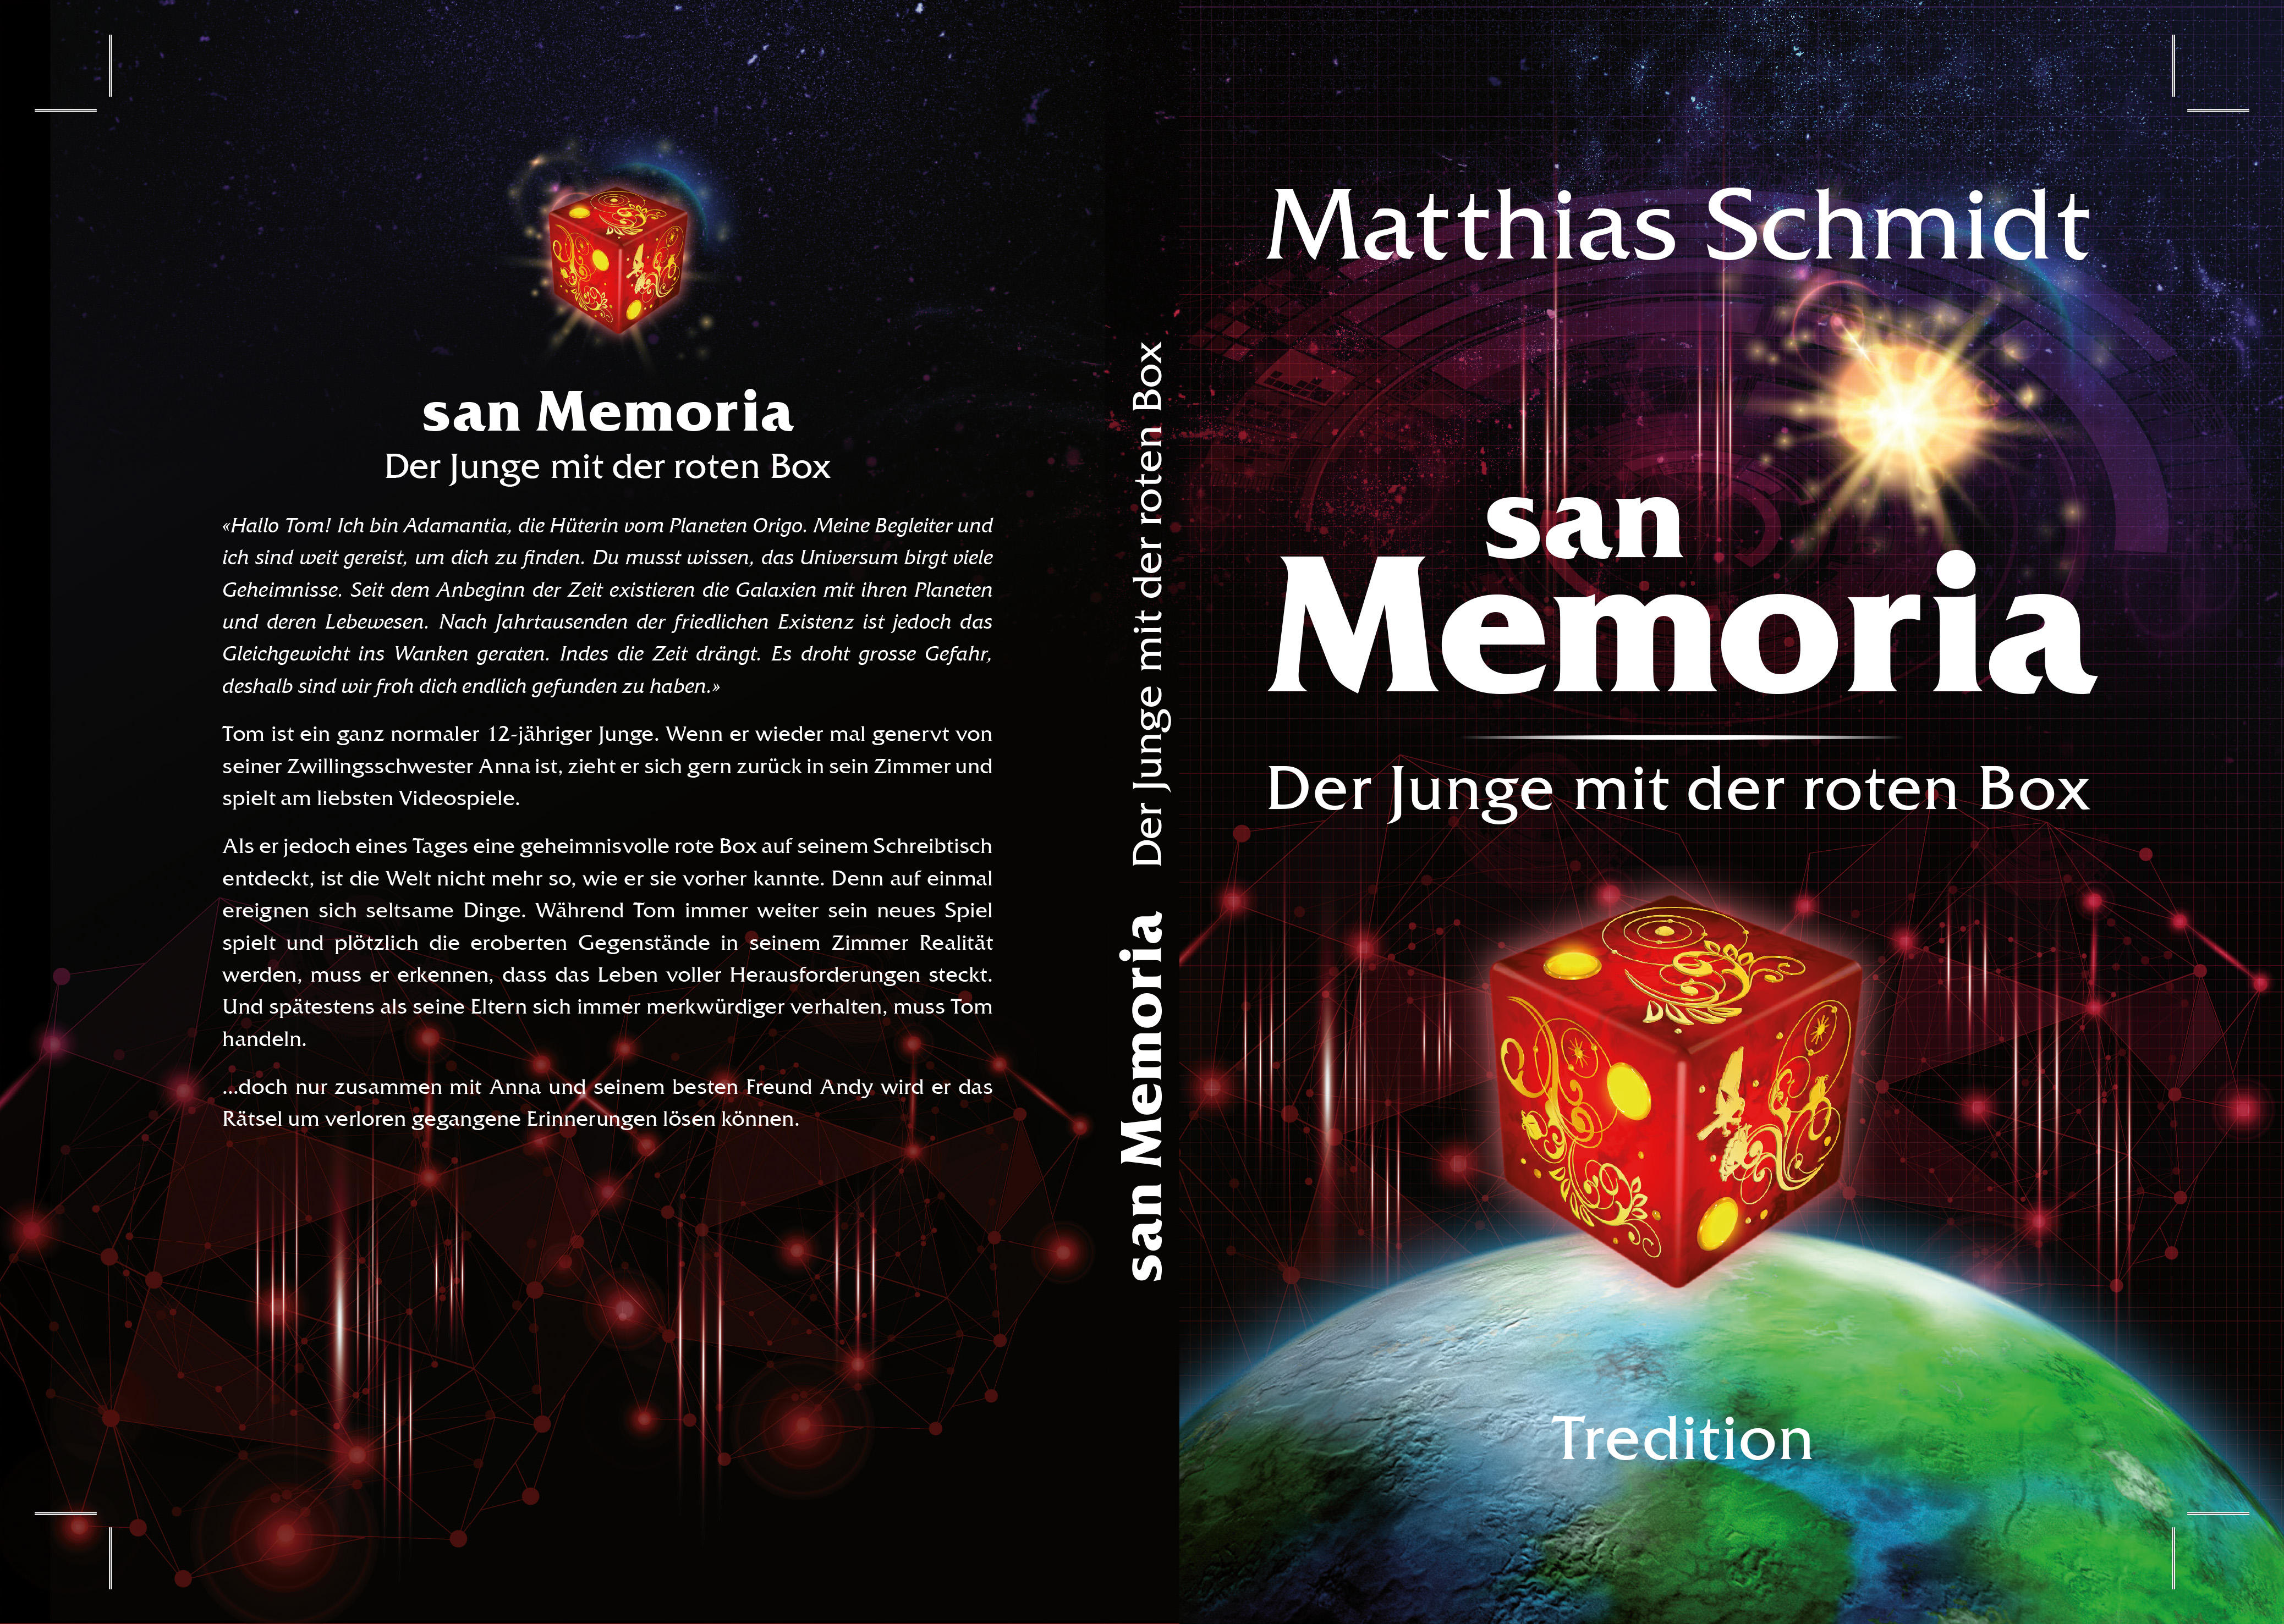 san Memoria
Der Junge mit der roten Box
«Hallo Tom! Ich bin Adamantia, die Hüterin vom Planeten Origo. Meine Begleiter und
ich sind weit gereist, um dich zu finden. Du musst wissen, das Universum birgt viele
Geheimnisse. Seit dem Anbeginn der Zeit existieren die Galaxien mit ihren Planeten
und deren Lebewesen. Nach Jahrtausenden der friedlichen Existenz ist jedoch das
Gleichgewicht ins Wanken geraten. Indes die Zeit drängt. Es droht grosse Gefahr,
deshalb sind wir froh dich endlich gefunden zu haben.»
Tom ist ein ganz normaler 12-jähriger Junge. Wenn er wieder mal genervt von
seiner Zwillingsschwester Anna ist, zieht er sich gern zurück in sein Zimmer und
spielt am liebsten Videospiele.
Als er jedoch eines Tages eine geheimnisvolle rote Box auf seinem Schreibtisch
entdeckt, ist die Welt nicht mehr so, wie er sie vorher kannte. Denn auf einmal
ereignen sich seltsame Dinge. Während Tom immer weiter sein neues Spiel
spielt und plötzlich die eroberten Gegenstände in seinem Zimmer Realität
werden, muss er erkennen, dass das Leben voller Herausforderungen steckt.
Und spätestens als seine Eltern sich immer merkwürdiger verhalten, muss Tom
handeln.
...doch nur zusammen mit Anna und seinem besten Freund Andy wird er das
Rätsel um verloren gegangene Erinnerungen lösen können.
san Memoria Der Junge mit der roten Box
Matthias Schmidt
san
Memoria
Der Junge mit der roten Box
Tredition